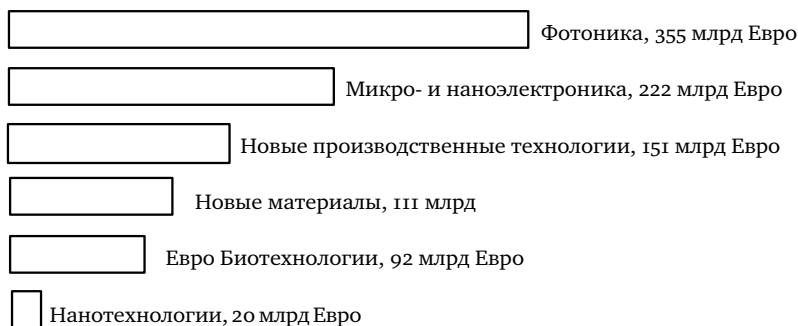 Фотоника, 355 млрд Евро
Микро- и наноэлектроника, 222 млрд Евро
Новые производственные технологии, 151 млрд Евро
Новые материалы, 111 млрд
Евро Биотехнологии, 92 млрд Евро
Нанотехнологии, 20 млрд Евро